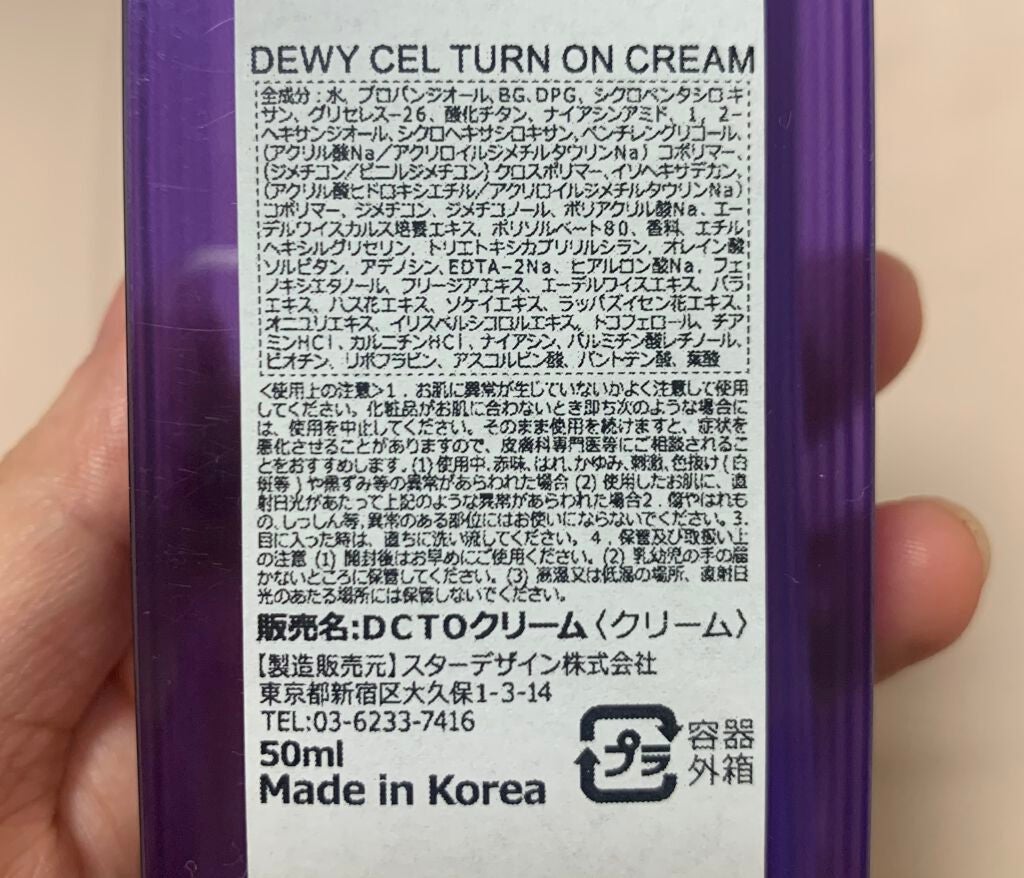 DEWY CEL TURN ON CREAM
全成分：水、プロパンジオール、BG、DPG、シクロペンタシロキ
サン、グリセレス-26、酸化チタン、ナイアシンアミド、1，2-
ヘキサンジオール、シクロヘキサシロキサン、ペンチレングリコール、
(アクリル酸Na/アクリロイルジメチルタウリンNa) コポリマー、
(ジメチコン/ビニルジメチコン) クロスポリマー、イソヘキサデカン、
(アクリル酸ヒドロキシエチル/アクリロイルジメチルタウリンNa)
コポリマー、ジメチコン、ジメチコノール、ポリアクリル酸Na、エー
デルワイスカルス培養エキス、ポリソルベート80、香料、エチル
ヘキシルグリセリン、トリエトキシカプリリルシラン、オレイン酸
ソルビタン、アデノシン、EDTA-2Na、ヒアルロン酸Na、フェ
ノキシエタノール、フリージアエキス、エーデルワイスエキス、バラ
エキス、ハス花エキス、ソケイエキス、ラッパズイセン花エキス、
オニユリエキス、イリスベルシコロルエキス、トコフェロール、チア
ミンHCl、カルニチンHCl、ナイアシン、パルミチン酸レチノール、
ビオチン、リボフラビン、アスコルビン酸、パントテン酸、葉酸
<使用上の注意>1．お肌に異常が生じていないかよく注意して使用
してください。化粧品がお肌に合わないとき即ち次のような場合に
は、使用を中止してください。そのまま使用を続けますと、症状を
悪化させることがありますので、皮膚科専門医等にご相談されるこ
とをおすすめします。(1)使用中、赤味、はれ、かゆみ、刺激、色抜け(白
斑等)や黒ずみ等の異常があらわれた場合 (2) 使用したお肌に、直
射日光があたって上記のような異常があらわれた場合2．傷やはれも
の、しっしん等、異常のある部位にはお使いにならないでください。3.
目に入った時は、直ちに洗い流してください。4．保管及び取扱い上
の注意 (1) 開封後はお早めにご使用ください。(2) 乳幼児の手の届
かないところに保管してください。(3) 高温又は低温の場所、直射日
光のあたる場所には保管しないでください。
販売名:DCTOクリーム〈クリーム〉
【製造販売元】スターデザイン株式会社
東京都新宿区大久保1-3-14
TEL:03-6233-7416
50ml
Made in Korea
プラ
容器
外箱